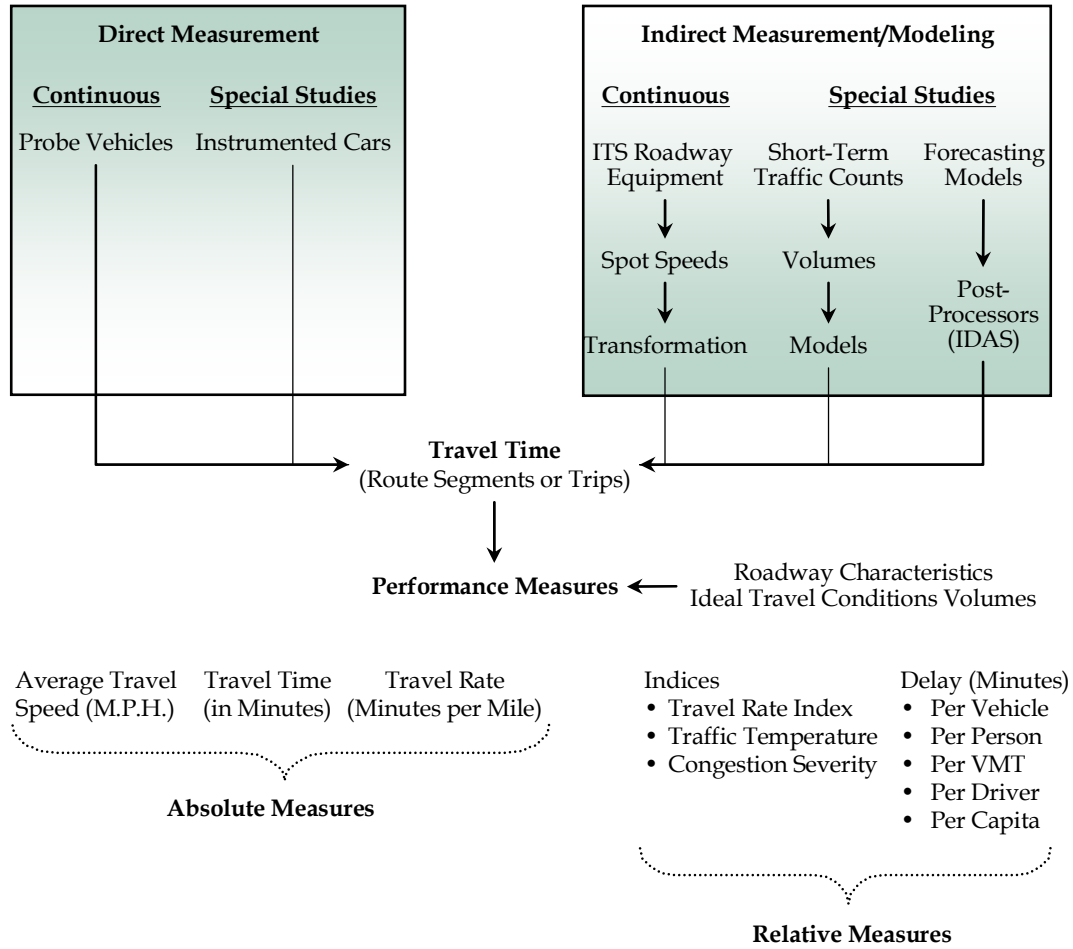 Direct Measurement
Continuous
Special Studies
Probe Vehicles
Instrumented Cars
Indirect Measurement/Modeling
Continuous
Special Studies
ITS Roadway
Equipment
Short-Term
Traffic Counts
Forecasting
Models
Spot Speeds
Volumes
Post-
Processors
(IDAS)
Transformation
Models
Travel Time
(Route Segments or Trips)
Performance Measures
Roadway Characteristics
Ideal Travel Conditions Volumes
Average Travel
Speed (M.P.H.)
Travel Time
(in Minutes)
Travel Rate
(Minutes per Mile)
Absolute Measures
Indices
• Travel Rate Index
• Traffic Temperature
• Congestion Severity
Delay (Minutes)
• Per Vehicle
• Per Person
• Per VMT
• Per Driver
• Per Capita
Relative Measures